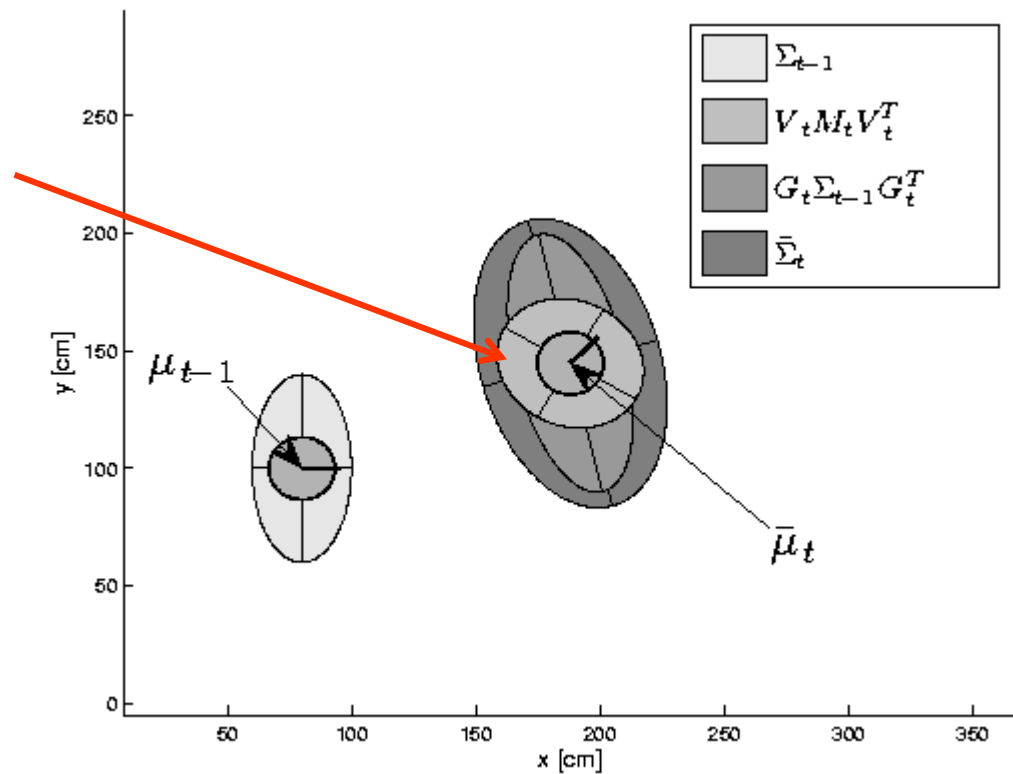 Σ_{t−1}
V_t M_t V_t^T
G_t Σ_{t−1} G_t^T
Σ̄_t
250
200
150
100
50
0
y [cm]
μ_{t−1}
μ̄_t
50
100
150
200
250
300
350
x [cm]